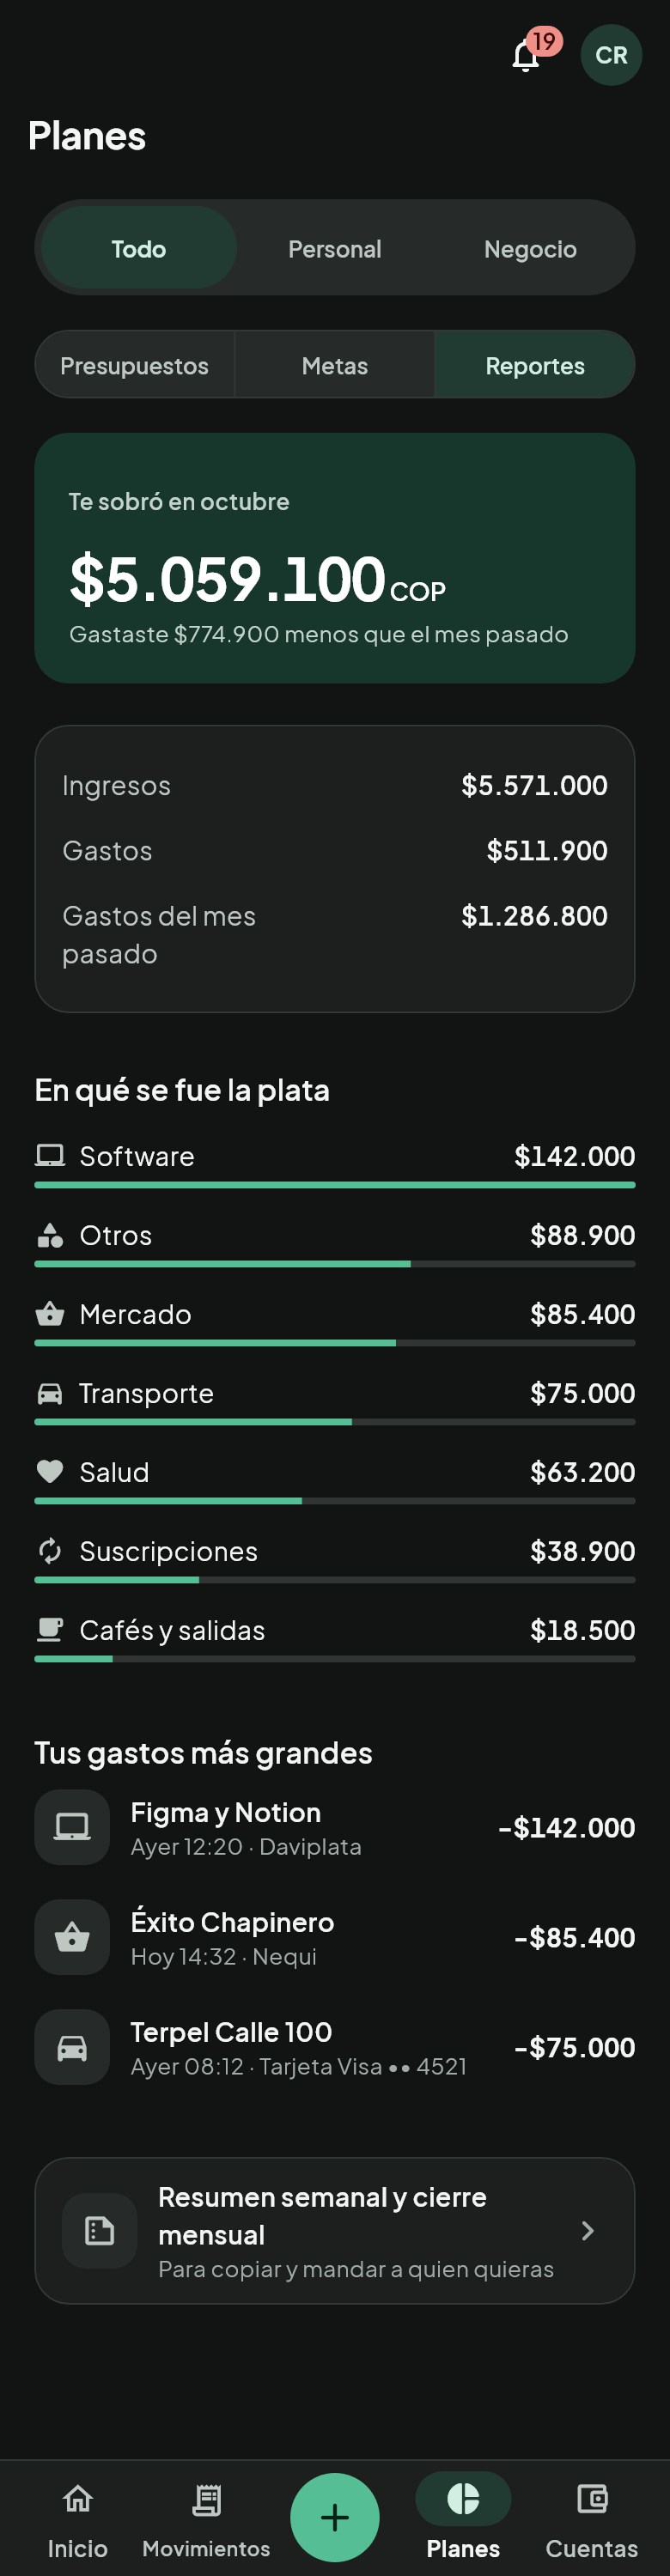 19
CR
Planes
Todo
Personal
Negocio
Presupuestos
Metas
Reportes
Te sobró en octubre
$5.059.100 COP
Gastaste $774.900 menos que el mes pasado
Ingresos $5.571.000
Gastos $511.900
Gastos del mes $1.286.800
pasado
En qué se fue la plata
Software $142.000
Otros $88.900
Mercado $85.400
Transporte $75.000
Salud $63.200
Suscripciones $38.900
Cafés y salidas $18.500
Tus gastos más grandes
Figma y Notion
Ayer 12:20 · Daviplata
-$142.000
Éxito Chapinero
Hoy 14:32 · Nequi
-$85.400
Terpel Calle 100
Ayer 08:12 · Tarjeta Visa •• 4521
-$75.000
Resumen semanal y cierre
mensual
Para copiar y mandar a quien quieras
Inicio
Movimientos
Planes
Cuentas